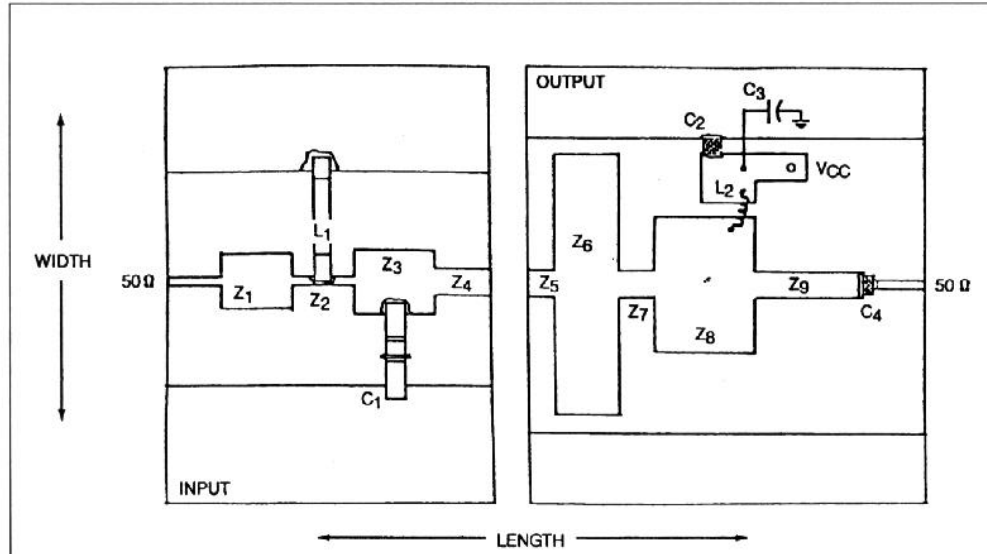 OUTPUT
C3
C2
VCC
L2
L1
Z6
WIDTH
Z3
50 Ω
Z1
Z2
Z4
Z5
Z7
Z8
Z9
C4
50 Ω
C1
INPUT
LENGTH